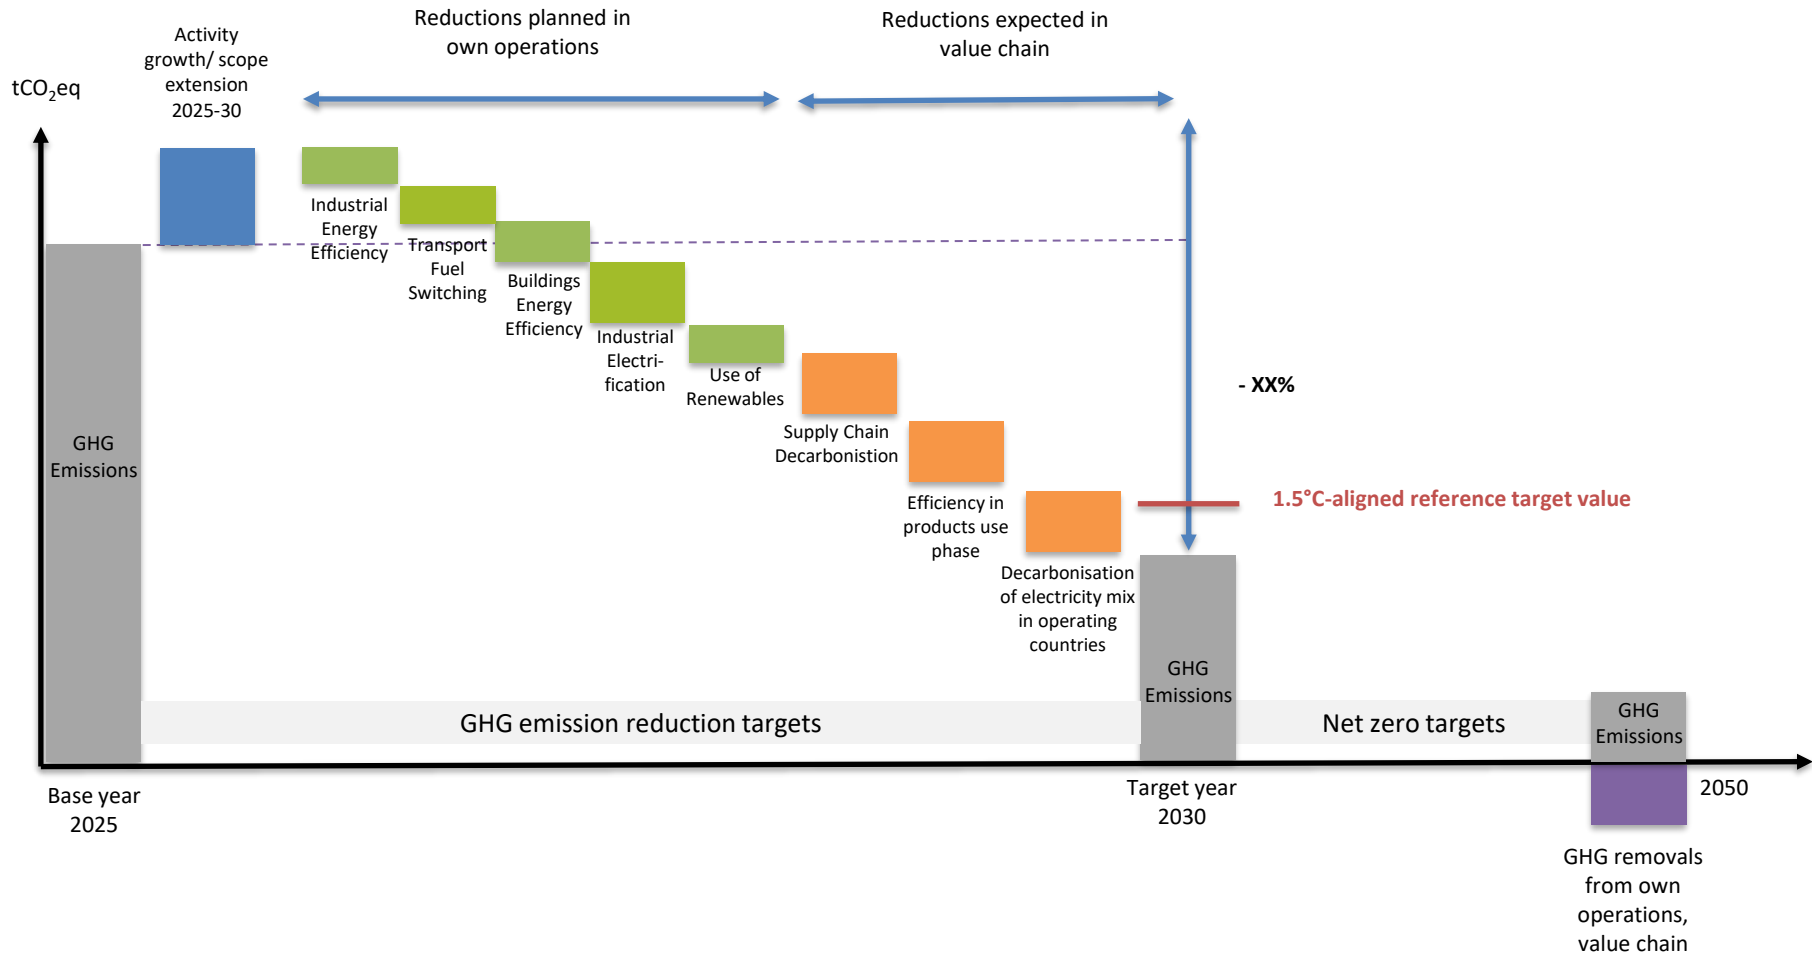 Reductions planned in
own operations
Reductions expected in
value chain
Activity
growth/ scope
extension
2025-30
tCO₂eq
Industrial
Energy
Efficiency
Transport
Fuel
Switching
Buildings
Energy
Efficiency
Industrial
Electri-
fication
Use of
Renewables
Supply Chain
Decarbonistion
Efficiency in
products use
phase
Decarbonisation
of electricity mix
in operating
countries
- XX%
1.5°C-aligned reference target value
GHG
Emissions
GHG
Emissions
GHG
Emissions
GHG emission reduction targets
Net zero targets
Base year
2025
Target year
2030
2050
GHG removals
from own
operations,
value chain